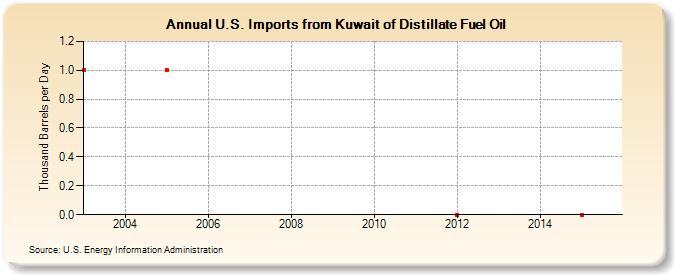 Annual U.S. Imports from Kuwait of Distillate Fuel Oil
Thousand Barrels per Day
1.2
1.0
0.8
0.6
0.4
0.2
0.0
2004 2006 2008 2010 2012 2014
Source: U.S. Energy Information Administration